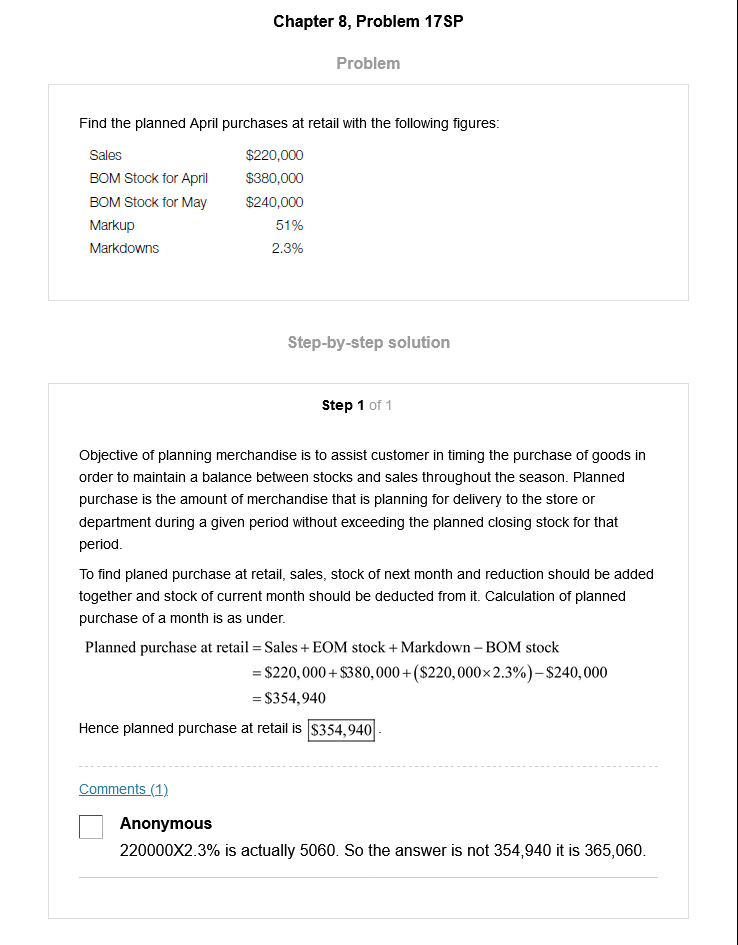 Chapter 8, Problem 17SP
Problem
Find the planned April purchases at retail with the following figures:
Sales $220,000
BOM Stock for April $380,000
BOM Stock for May $240,000
Markup 51%
Markdowns 2.3%
Step-by-step solution
Step 1 of 1
Objective of planning merchandise is to assist customer in timing the purchase of goods in
order to maintain a balance between stocks and sales throughout the season. Planned
purchase is the amount of merchandise that is planning for delivery to the store or
department during a given period without exceeding the planned closing stock for that
period.
To find planed purchase at retail, sales, stock of next month and reduction should be added
together and stock of current month should be deducted from it. Calculation of planned
purchase of a month is as under.
Planned purchase at retail = Sales + EOM stock + Markdown − BOM stock
= $220,000 + $380,000 + ($220,000×2.3%) − $240,000
= $354,940
Hence planned purchase at retail is $354,940.
Comments (1)
Anonymous
220000X2.3% is actually 5060. So the answer is not 354,940 it is 365,060.